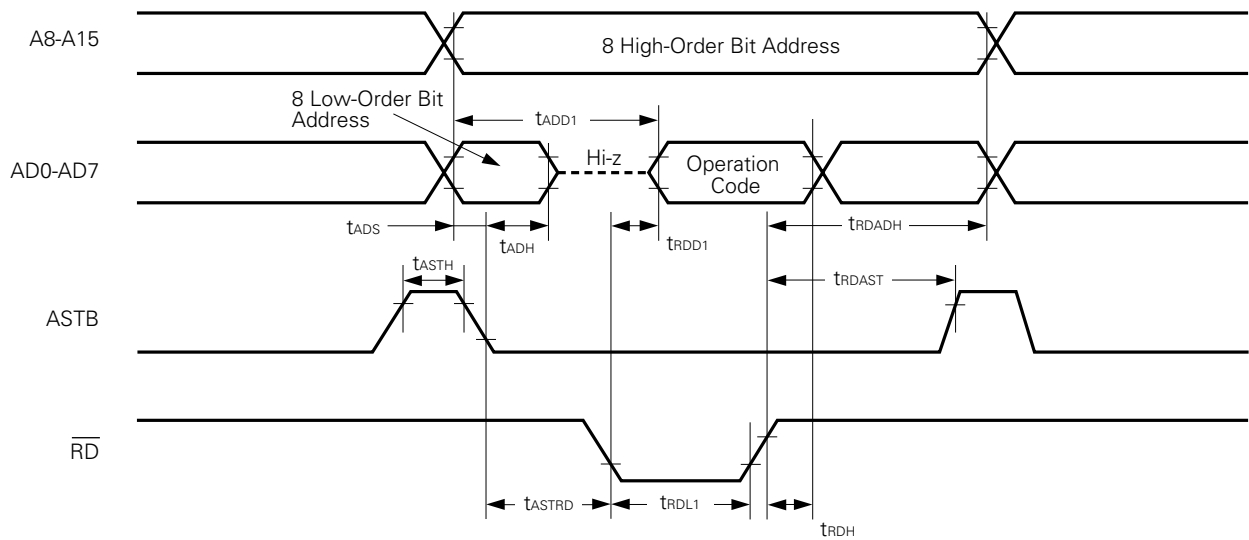 A8-A15
8 High-Order Bit Address
8 Low-Order Bit
Address
tADD1
AD0-AD7
Hi-z
Operation
Code
tADS
tADH
tRDD1
tRDADH
tASTH
tRDAST
ASTB
RD
tASTRD
tRDL1
tRDH